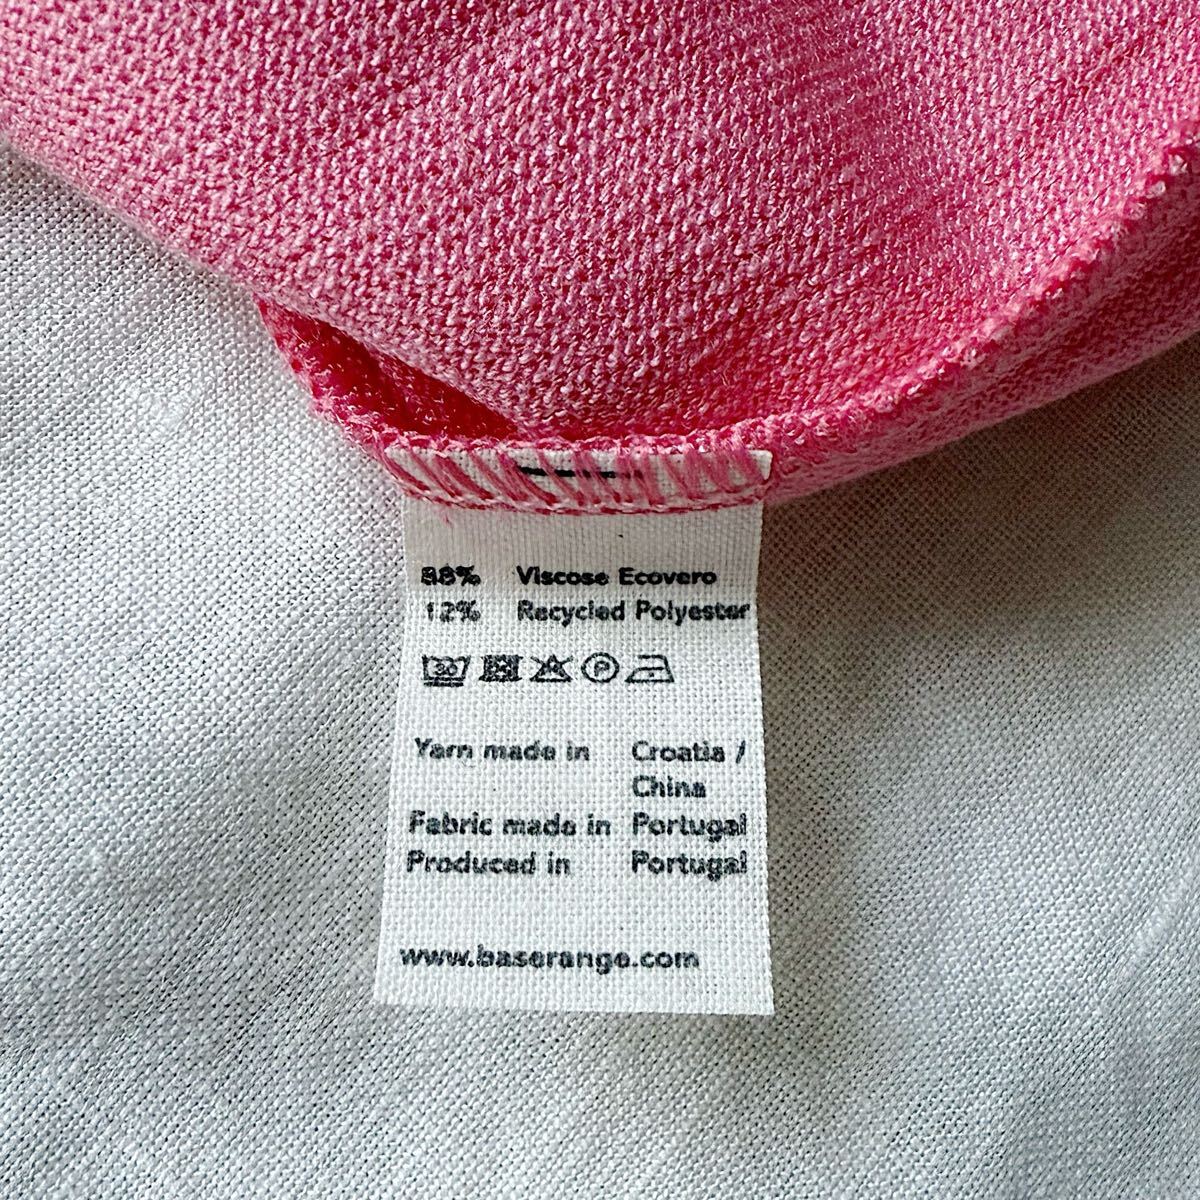 88% Viscose Ecovero
12% Recycled Polyester
30 P
Yarn made in Croatia /
China
Fabric made in Portugal
Produced in Portugal
www.baserange.com